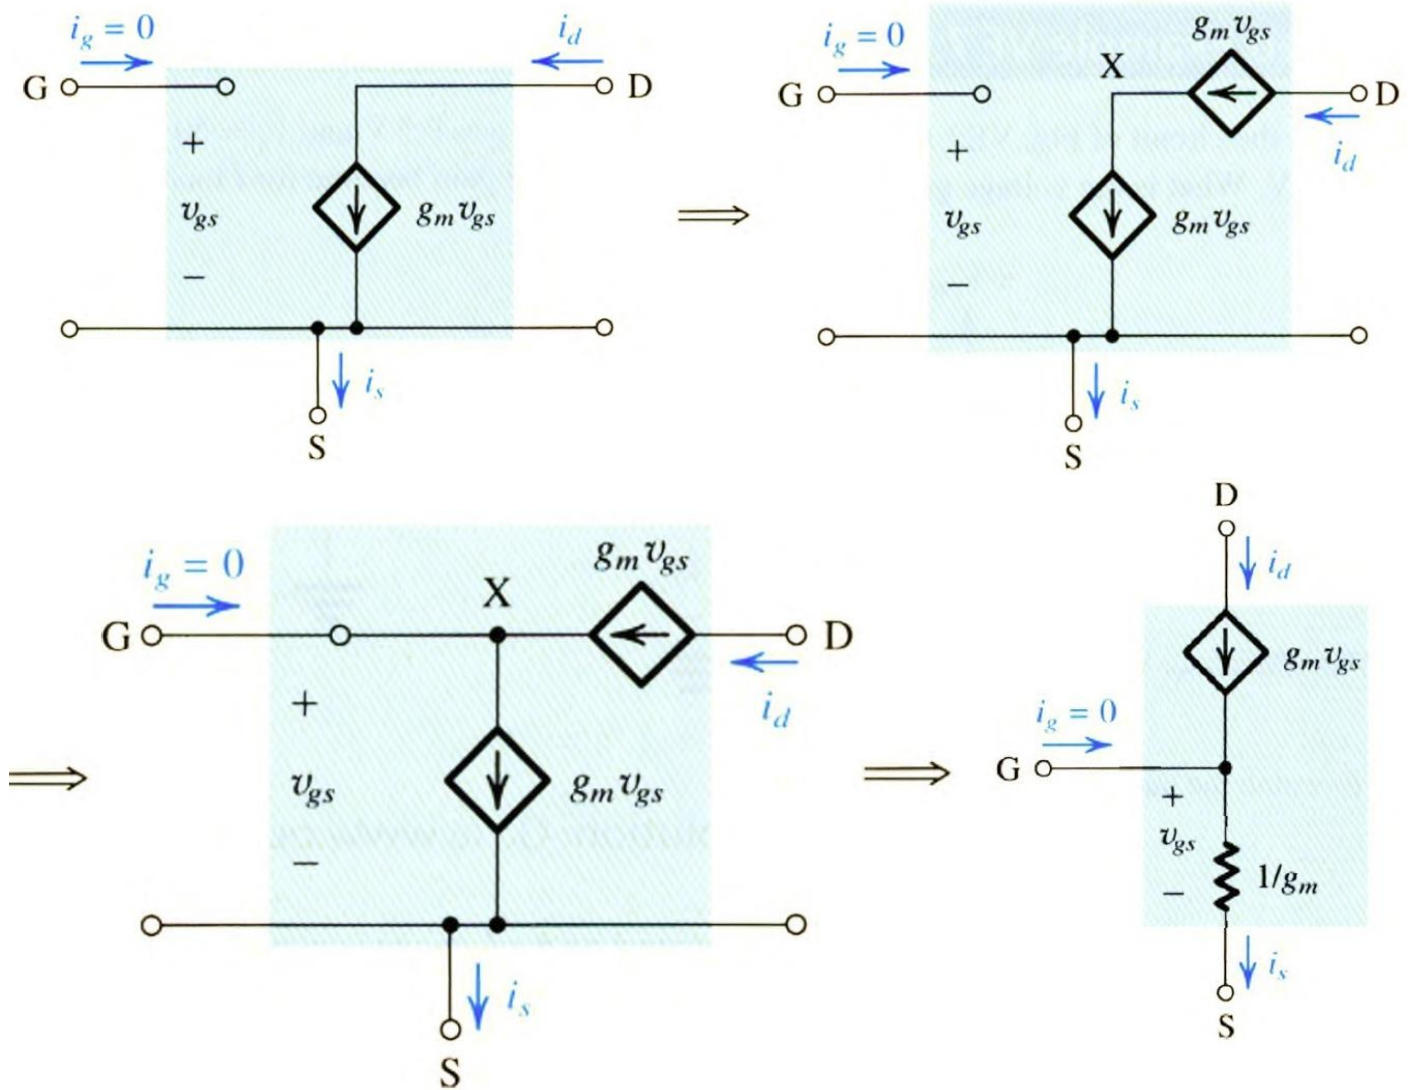 i_g = 0
i_d
G
D
+
v_gs
−
g_m v_gs
i_s
S
i_g = 0
g_m v_gs
X
G
D
i_d
+
v_gs
−
g_m v_gs
i_s
S
i_g = 0
g_m v_gs
X
G
D
i_d
+
v_gs
−
g_m v_gs
i_s
S
D
i_d
g_m v_gs
i_g = 0
G
+
v_gs
−
1/g_m
i_s
S